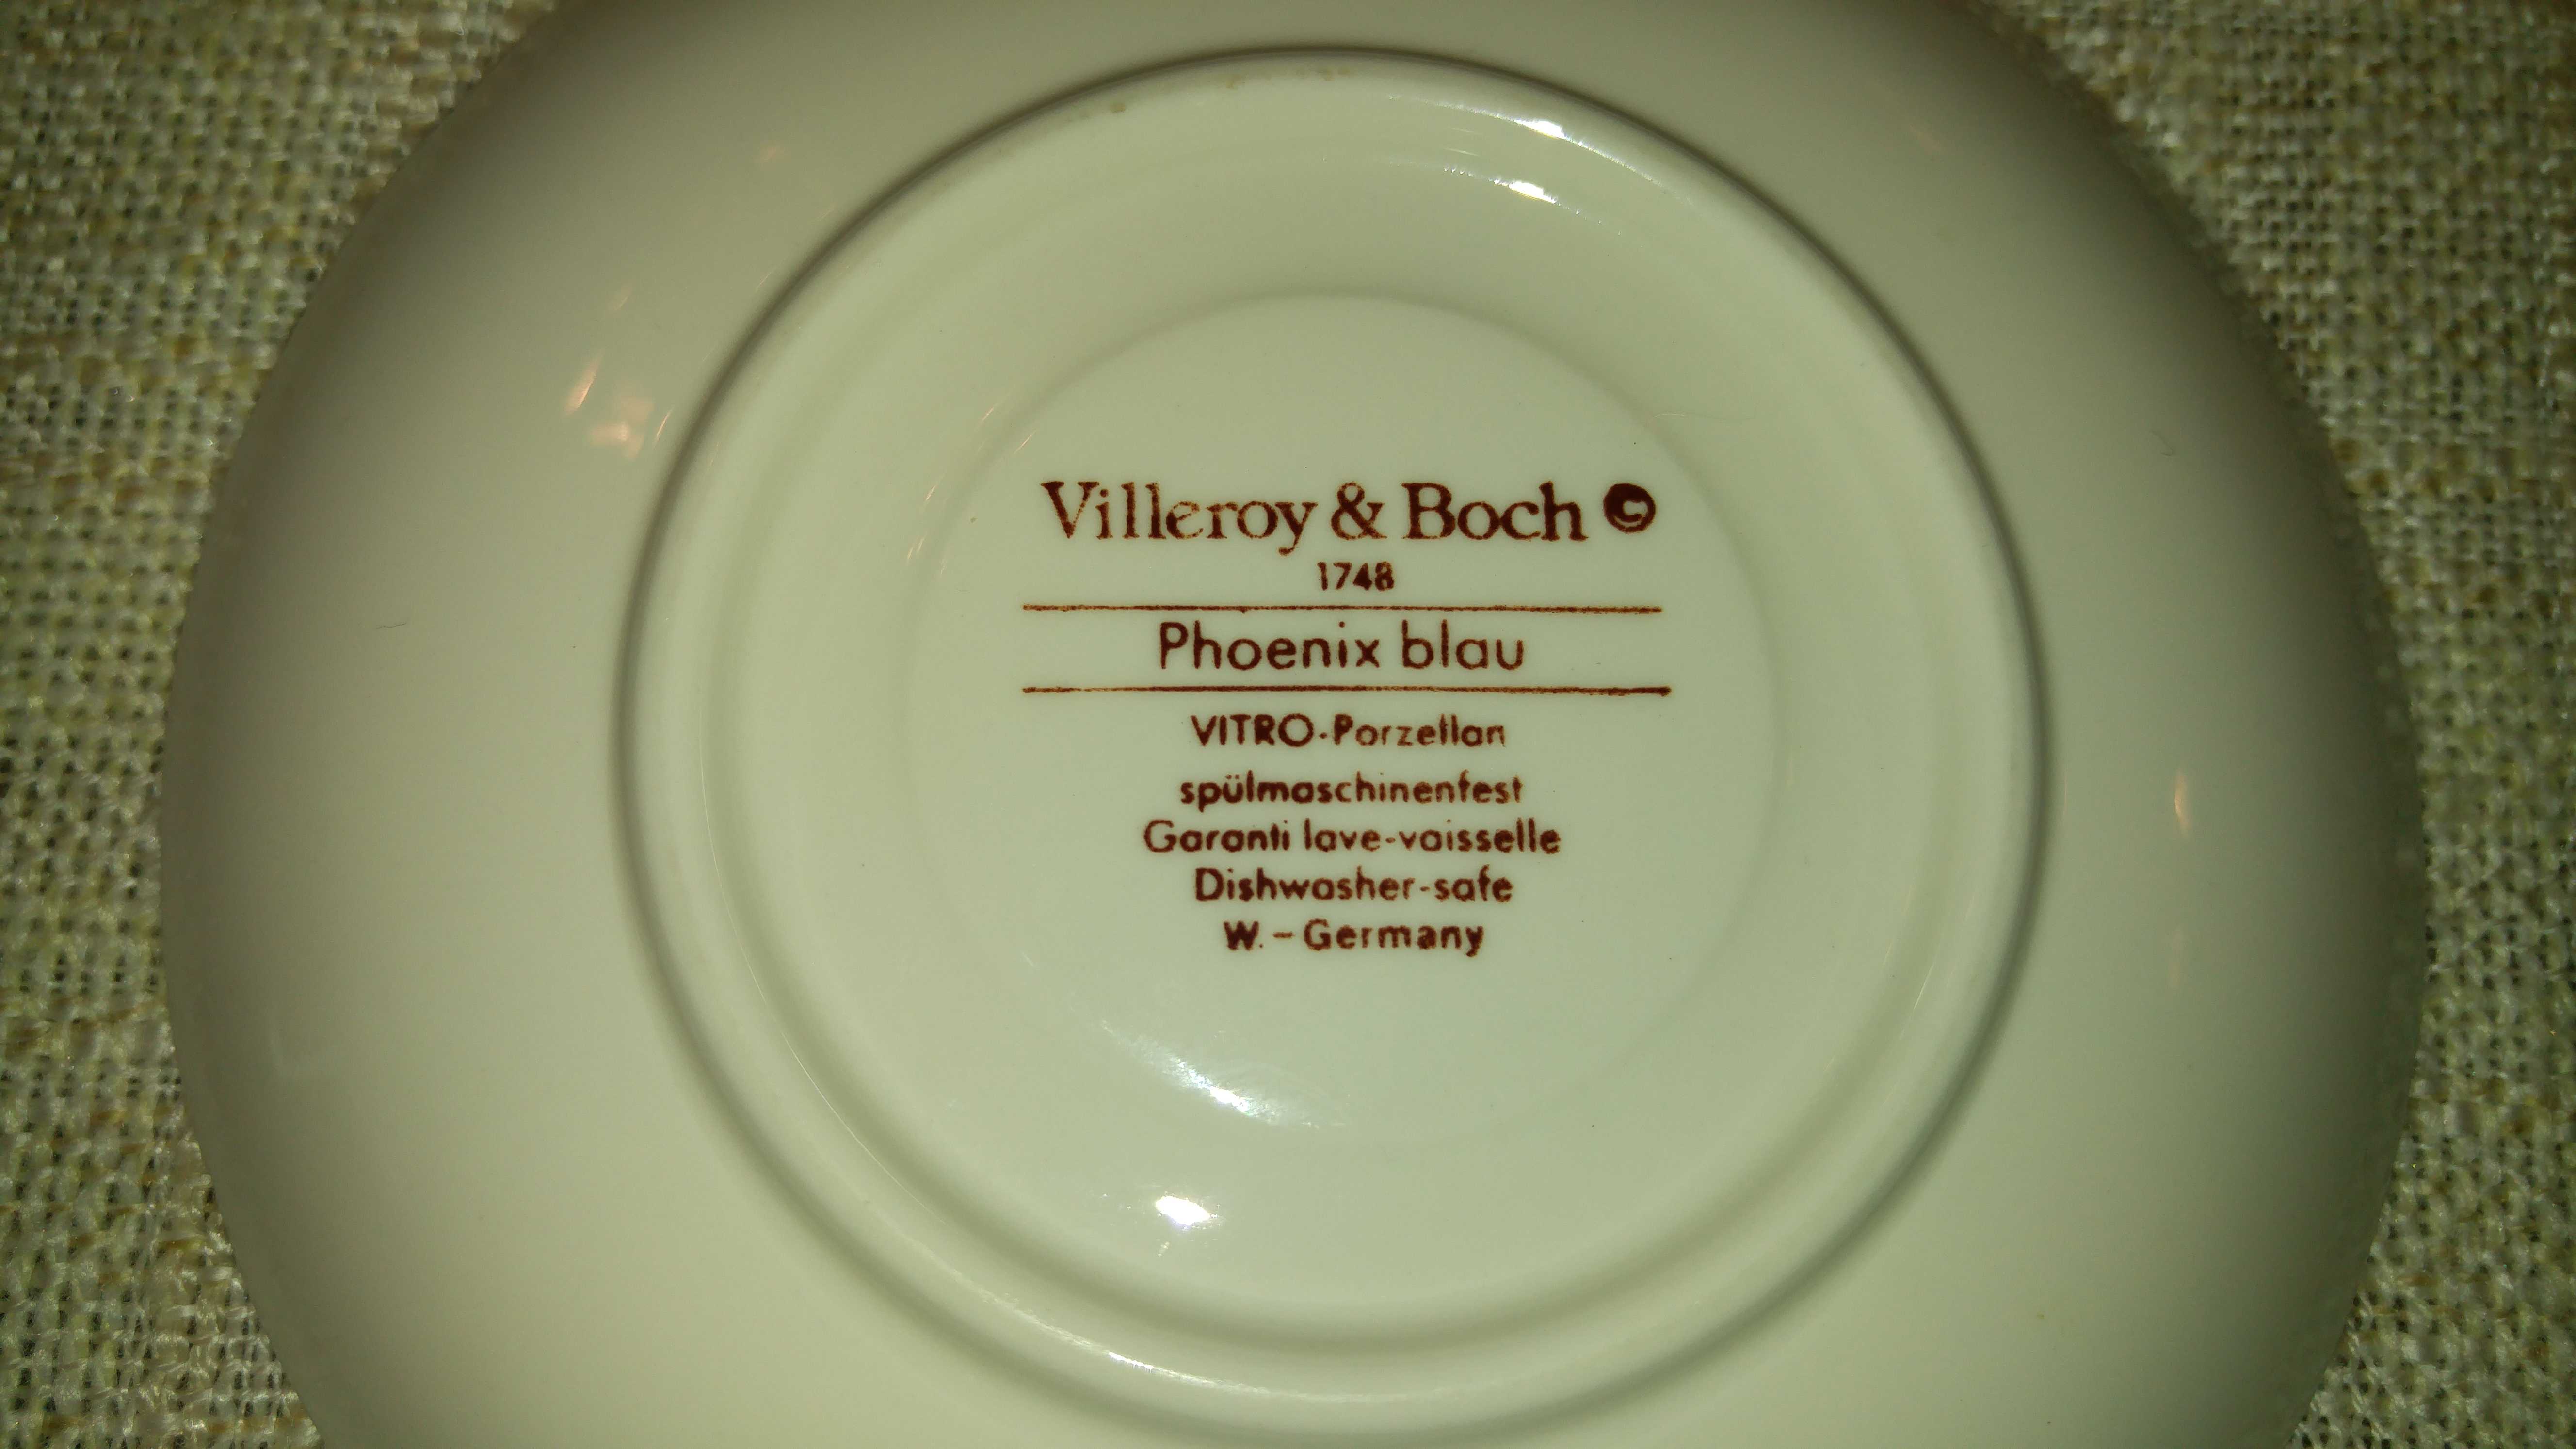 Villeroy & Boch ©
1748
Phoenix blau
VITRO-Porzellan
spülmaschinenfest
Garanti lave-vaisselle
Dishwasher-safe
W.-Germany